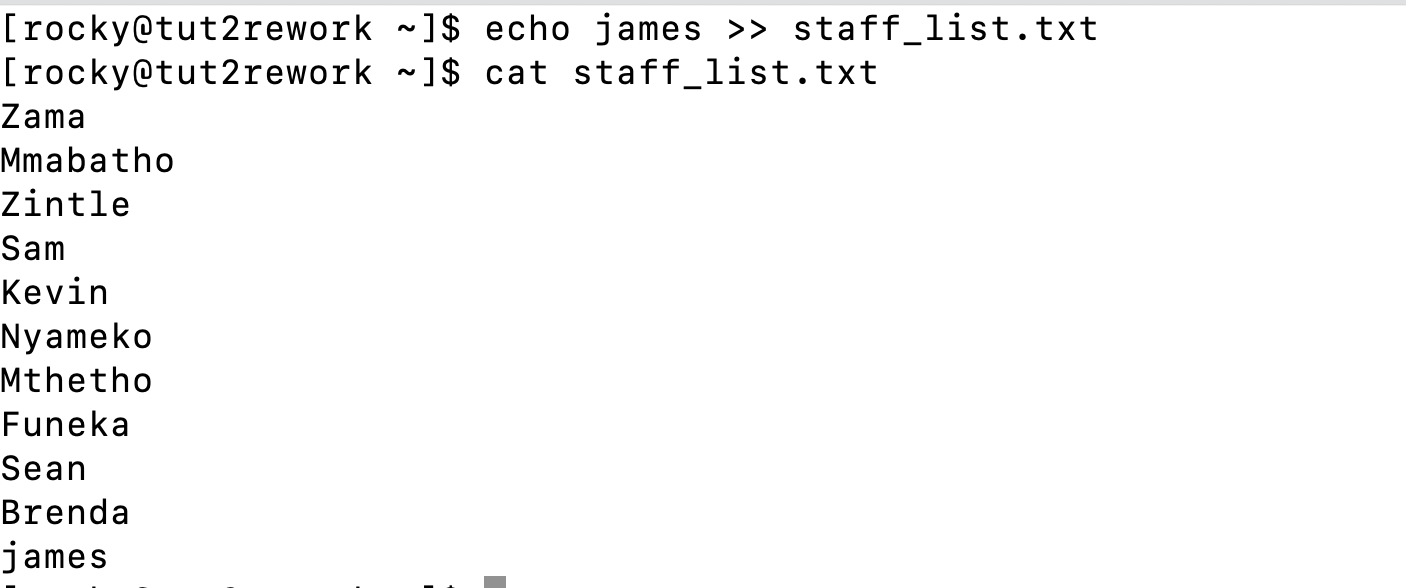 [rocky@tut2rework ~]$ echo james >> staff_list.txt
[rocky@tut2rework ~]$ cat staff_list.txt
Zama
Mmabatho
Zintle
Sam
Kevin
Nyameko
Mthetho
Funeka
Sean
Brenda
james